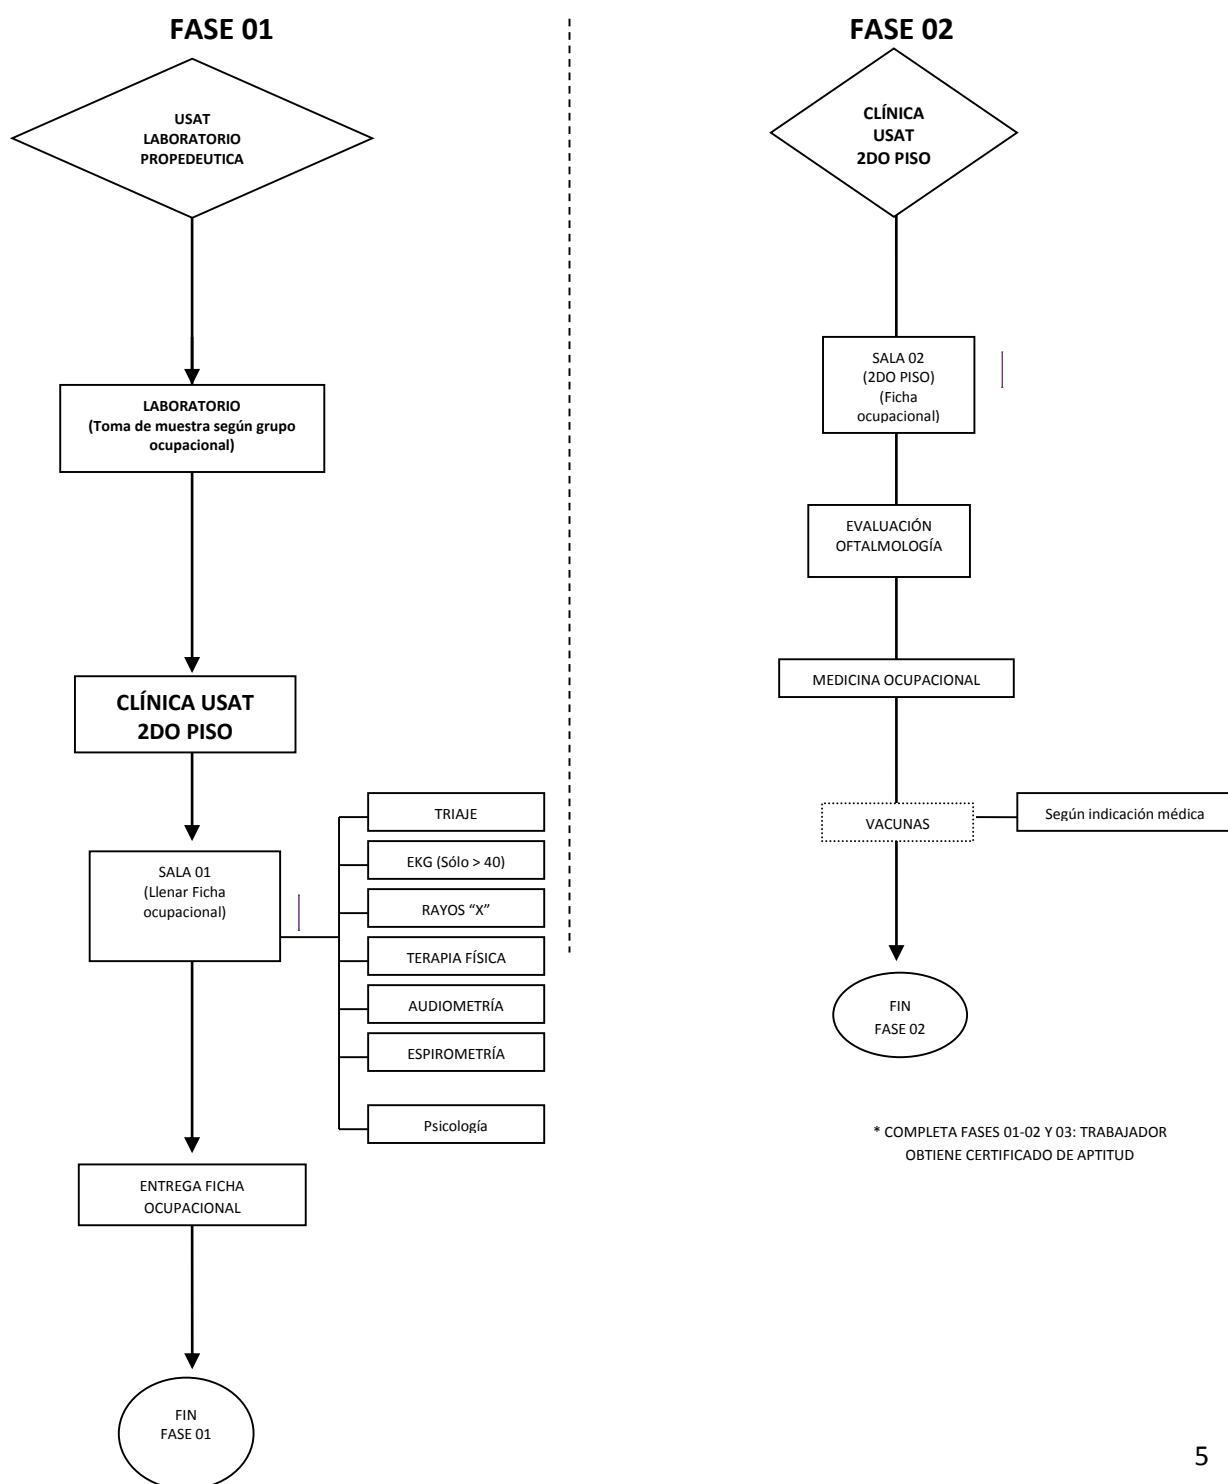 FASE 01
USAT
LABORATORIO
PROPEDEUTICA
LABORATORIO
(Toma de muestra según grupo
ocupacional)
CLÍNICA USAT
2DO PISO
SALA 01
(Llenar Ficha
ocupacional)
TRIAJE
EKG (Sólo > 40)
RAYOS “X”
TERAPIA FÍSICA
AUDIOMETRÍA
ESPIROMETRÍA
Psicología
ENTREGA FICHA
OCUPACIONAL
FIN
FASE 01
FASE 02
CLÍNICA
USAT
2DO PISO
SALA 02
(2DO PISO)
(Ficha
ocupacional)
EVALUACIÓN
OFTALMOLOGÍA
MEDICINA OCUPACIONAL
VACUNAS
Según indicación médica
FIN
FASE 02
* COMPLETA FASES 01-02 Y 03: TRABAJADOR
OBTIENE CERTIFICADO DE APTITUD
5